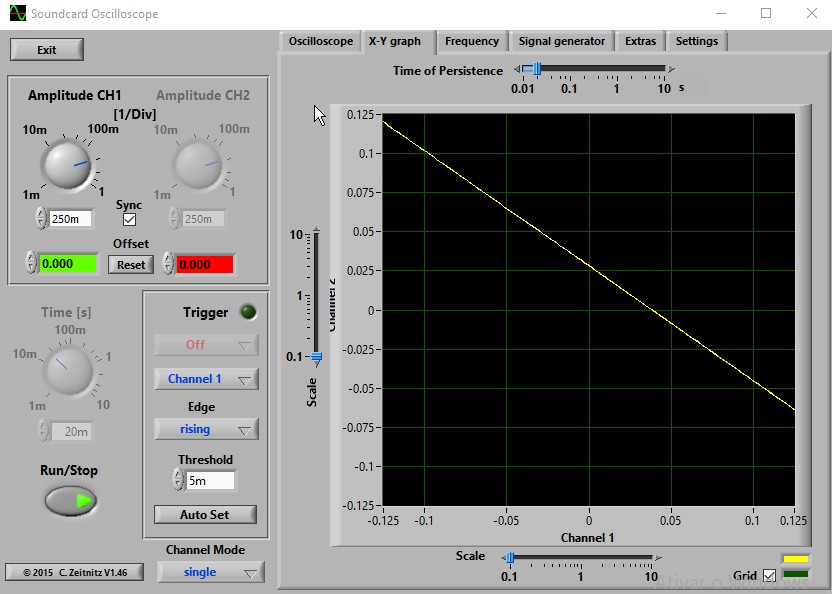 Soundcard Oscilloscope
Exit
Oscilloscope X-Y graph Frequency Signal generator Extras Settings
Time of Persistence
0.01 0.1 1 10 s
Amplitude CH1 Amplitude CH2
[1/Div]
10m 100m 10m 100m
1m 1 1m 1
Sync
250m 250m
Offset
0.000 Reset 0.000
Time [s]
100m
10m 1
1m 10
20m
Run/Stop
Trigger
Off
Channel 1
Edge
rising
Threshold
5m
Auto Set
Channel Mode
single
© 2015 C. Zeitnitz V1.46
10
1
0.1
Scale
Channel 2
0.125
0.1
0.075
0.05
0.025
0
-0.025
-0.05
-0.075
-0.1
-0.125
-0.125 -0.1 -0.05 0 0.05 0.1 0.125
Channel 1
Scale
0.1 1 10
Grid
Ativar o Windows